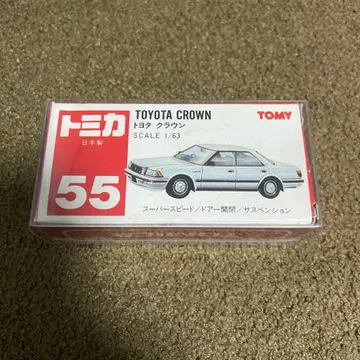 トミカ
日本製
55
TOYOTA CROWN
トヨタ クラウン
SCALE 1/63
TOMY
スーパースピード/ドアー開閉/サスペンション